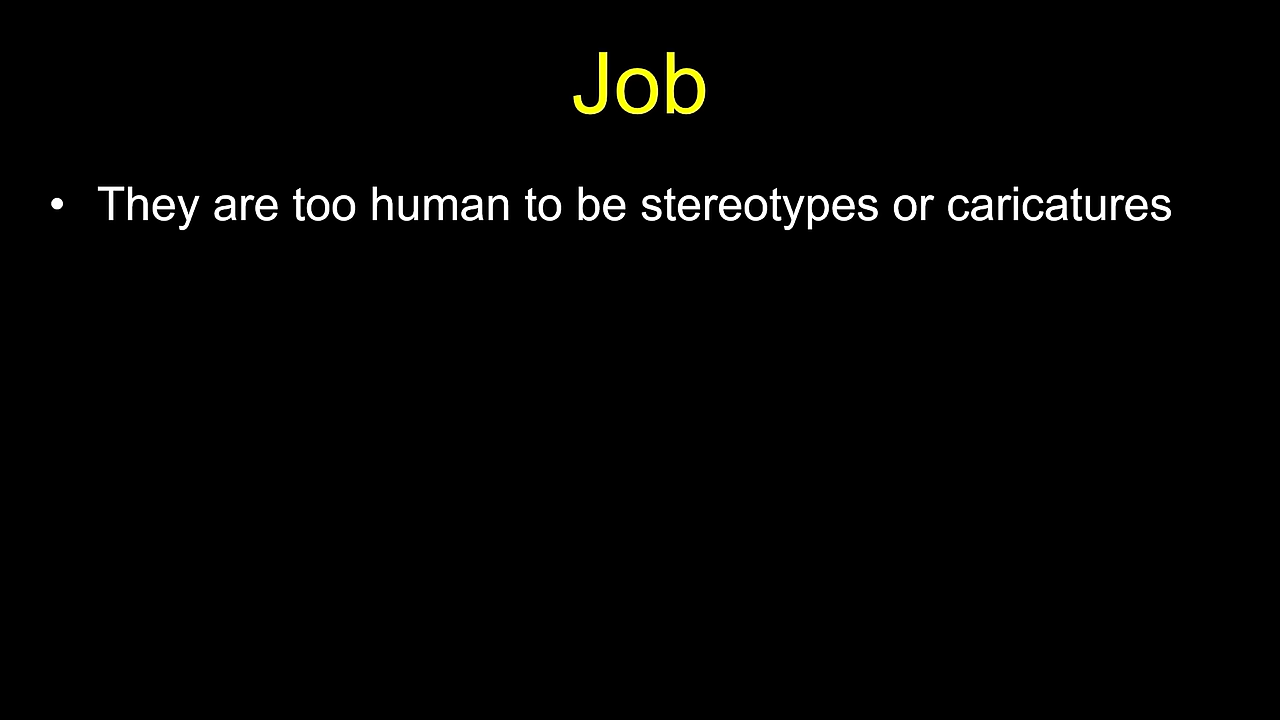 Job
• They are too human to be stereotypes or caricatures